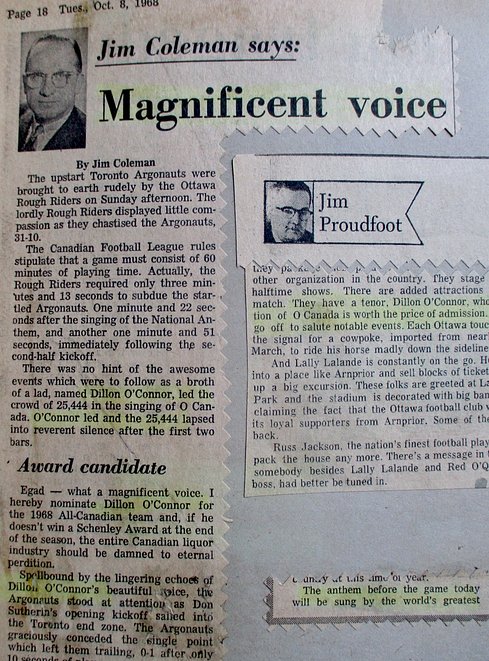 Page 18 Tues., Oct. 8, 1968
Jim Coleman says:
Magnificent voice
By Jim Coleman
The upstart Toronto Argonauts were
brought to earth rudely by the Ottawa
Rough Riders on Sunday afternoon. The
lordly Rough Riders displayed little com-
passion as they chastised the Argonauts,
31-10.
The Canadian Football League rules
stipulate that a game must consist of 60
minutes of playing time. Actually, the
Rough Riders required only three min-
utes and 13 seconds to subdue the star-
tled Argonauts. One minute and 22 sec-
onds after the singing of the National An-
them, and another one minute and 51
seconds, immediately following the sec-
ond-half kickoff.
There was no hint of the awesome
events which were to follow as a broth
of a lad, named Dillon O'Connor, led the
crowd of 25,444 in the singing of O Can-
ada. O'Connor led and the 25,444 lapsed
into reverent silence after the first two
bars.
Award candidate
Egad — what a magnificent voice. I
hereby nominate Dillon O'Connor for
the 1968 All-Canadian team and, if he
doesn't win a Schenley Award at the end
of the season, the entire Canadian liquor
industry should be damned to eternal
perdition.
Spellbound by the lingering echoes of
Dillon O'Connor's beautiful voice, the
Argonauts stood at attention as Don
Sutherin's opening kickoff sailed into
the Toronto end zone. The Argonauts
graciously conceded the single point
which left them trailing, 0-1 after only
10 seconds of
Jim
Proudfoot
they
other organization in the country. They stage
halftime shows. There are added attractions
match. They have a tenor, Dillon O'Connor, who
tion of O Canada is worth the price of admission.
go off to salute notable events. Each Ottawa touc
the signal for a cowpoke, imported from near
March, to ride his horse madly down the sideline
And Lally Lalande is constantly on the go. H
into a place like Arnprior and sell blocks of ticket
up a big excursion. These folks are greeted at La
Park and the stadium is decorated with big ban
claiming the fact that the Ottawa football club
its loyal supporters from Arnprior. Some of the
back.
Russ Jackson, the nation's finest football play
pack the house any more. There's a message in t
somebody besides Lally Lalande and Red O'Q
boss, had better be tuned in.
at this time of year.
The anthem before the game today
will be sung by the world's greatest